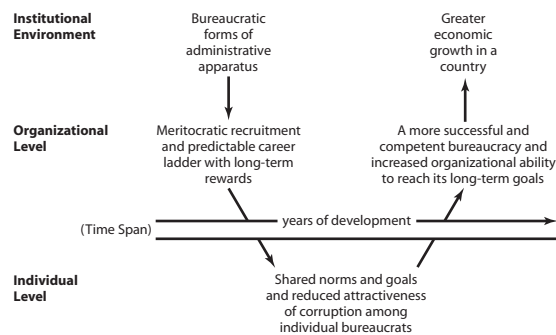 Institutional
Environment
Bureaucratic
forms of
administrative
apparatus
Greater
economic
growth in a
country
Organizational
Level
Meritocratic recruitment
and predictable career
ladder with long-term
rewards
A more successful and
competent bureaucracy and
increased organizational ability
to reach its long-term goals
(Time Span)
years of development
Individual
Level
Shared norms and goals
and reduced attractiveness
of corruption among
individual bureaucrats